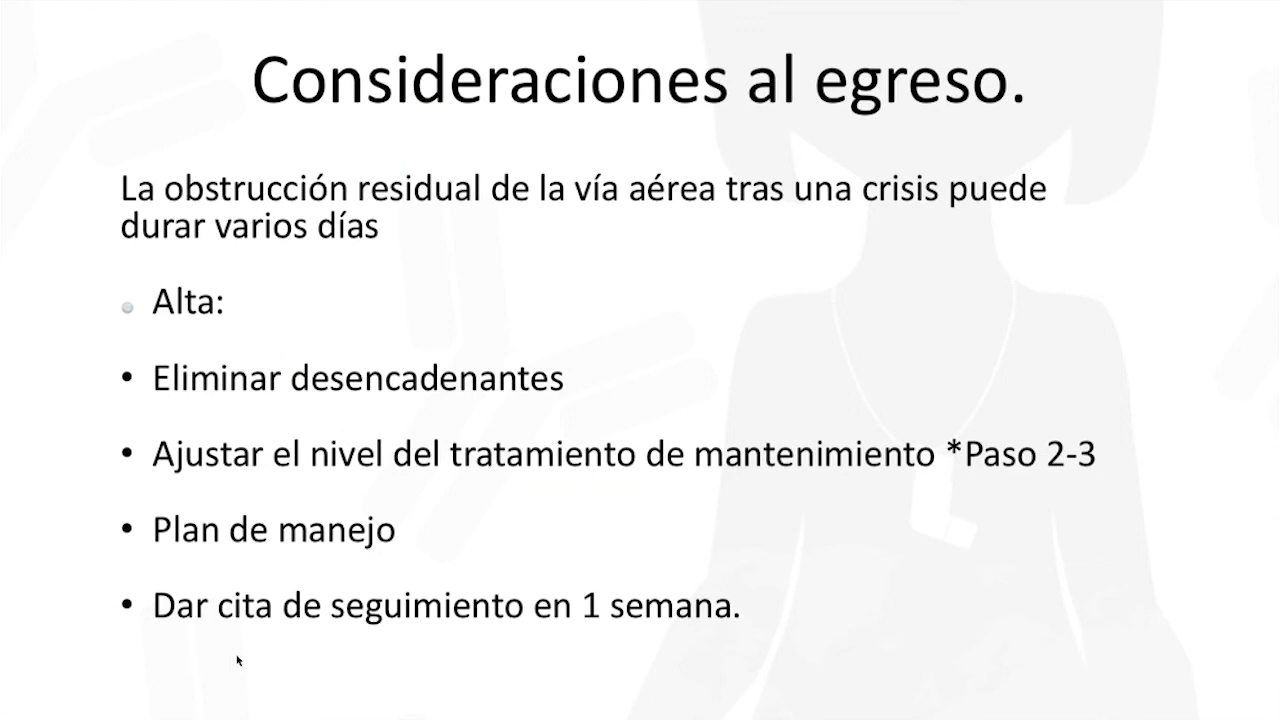 Consideraciones al egreso.
La obstrucción residual de la vía aérea tras una crisis puede
durar varios días
Alta:
• Eliminar desencadenantes
• Ajustar el nivel del tratamiento de mantenimiento *Paso 2-3
• Plan de manejo
• Dar cita de seguimiento en 1 semana.